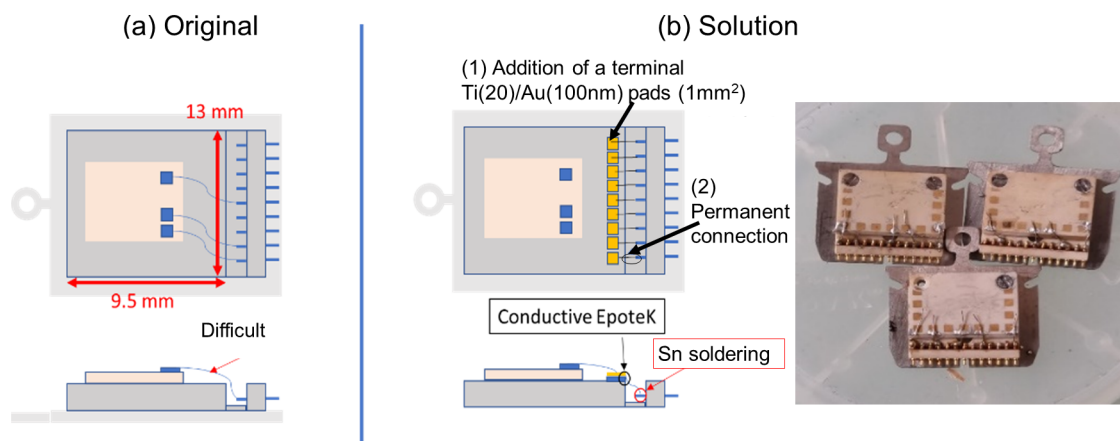 (a) Original
(b) Solution
13 mm
9.5 mm
Difficult
(1) Addition of a terminal
Ti(20)/Au(100nm) pads (1mm²)
(2)
Permanent
connection
Conductive EpoteK
Sn soldering